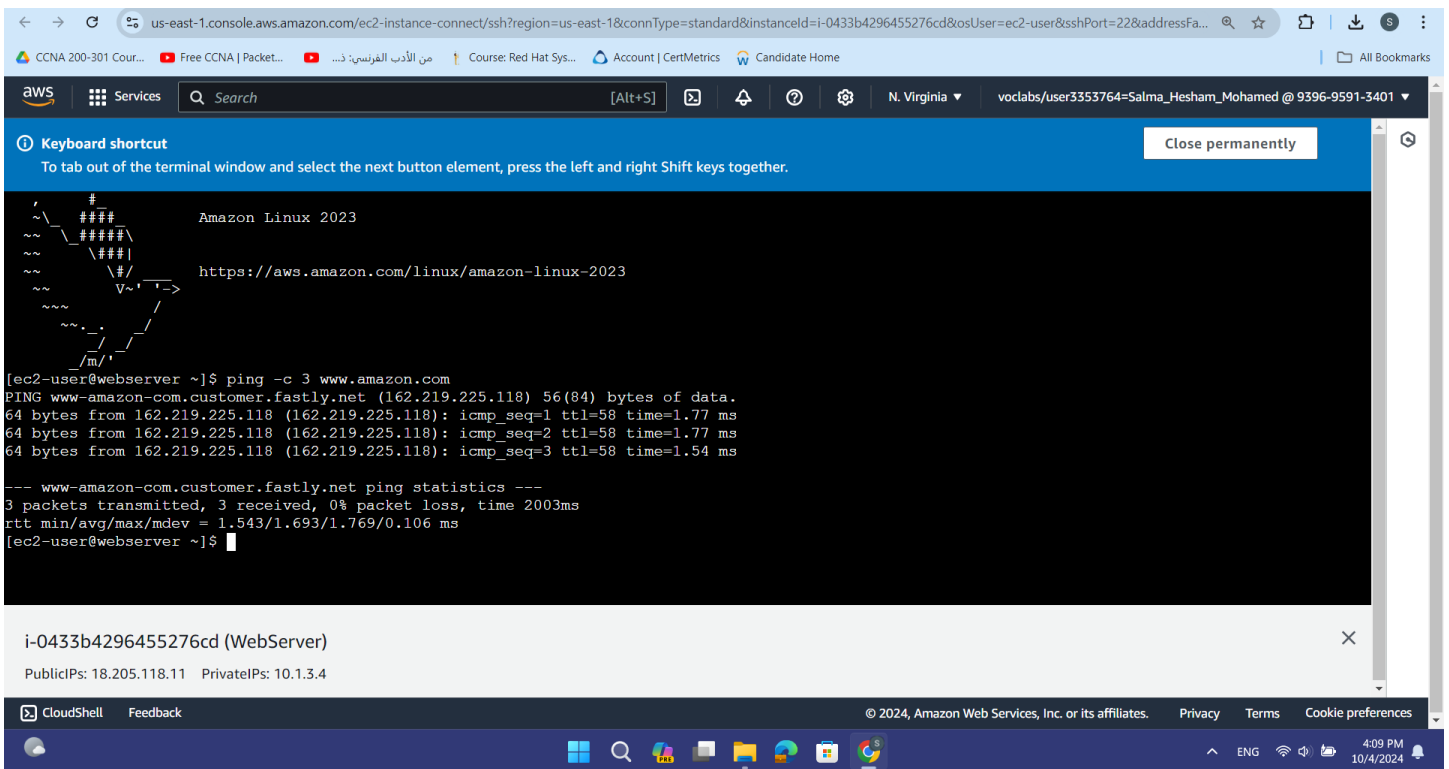 us-east-1.console.aws.amazon.com/ec2-instance-connect/ssh?region=us-east-1&connType=standard&instanceId=i-0433b4296455276cd&osUser=ec2-user&sshPort=22&addressFa...
S
CCNA 200-301 Cour...
Free CCNA | Packet...
من الأدب الفرنسي: ذ...
Course: Red Hat Sys...
Account | CertMetrics
Candidate Home
All Bookmarks
aws
Services
Search
[Alt+S]
N. Virginia ▼
voclabs/user3353764=Salma_Hesham_Mohamed @ 9396-9591-3401 ▼
Keyboard shortcut
To tab out of the terminal window and select the next button element, press the left and right Shift keys together.
Close permanently
   ,     #_
   ~\_  ####_        Amazon Linux 2023
  ~~  \_#####\
  ~~     \###|
  ~~       \#/ ___   https://aws.amazon.com/linux/amazon-linux-2023
   ~~       V~' '->
    ~~~         /
      ~~._.   _/
         _/ _/
       _/m/'
[ec2-user@webserver ~]$ ping -c 3 www.amazon.com
PING www-amazon-com.customer.fastly.net (162.219.225.118) 56(84) bytes of data.
64 bytes from 162.219.225.118 (162.219.225.118): icmp_seq=1 ttl=58 time=1.77 ms
64 bytes from 162.219.225.118 (162.219.225.118): icmp_seq=2 ttl=58 time=1.77 ms
64 bytes from 162.219.225.118 (162.219.225.118): icmp_seq=3 ttl=58 time=1.54 ms
--- www-amazon-com.customer.fastly.net ping statistics ---
3 packets transmitted, 3 received, 0% packet loss, time 2003ms
rtt min/avg/max/mdev = 1.543/1.693/1.769/0.106 ms
[ec2-user@webserver ~]$
i-0433b4296455276cd (WebServer)
PublicIPs: 18.205.118.11 PrivateIPs: 10.1.3.4
CloudShell
Feedback
© 2024, Amazon Web Services, Inc. or its affiliates.
Privacy
Terms
Cookie preferences
PRE
S
ENG
4:09 PM
10/4/2024